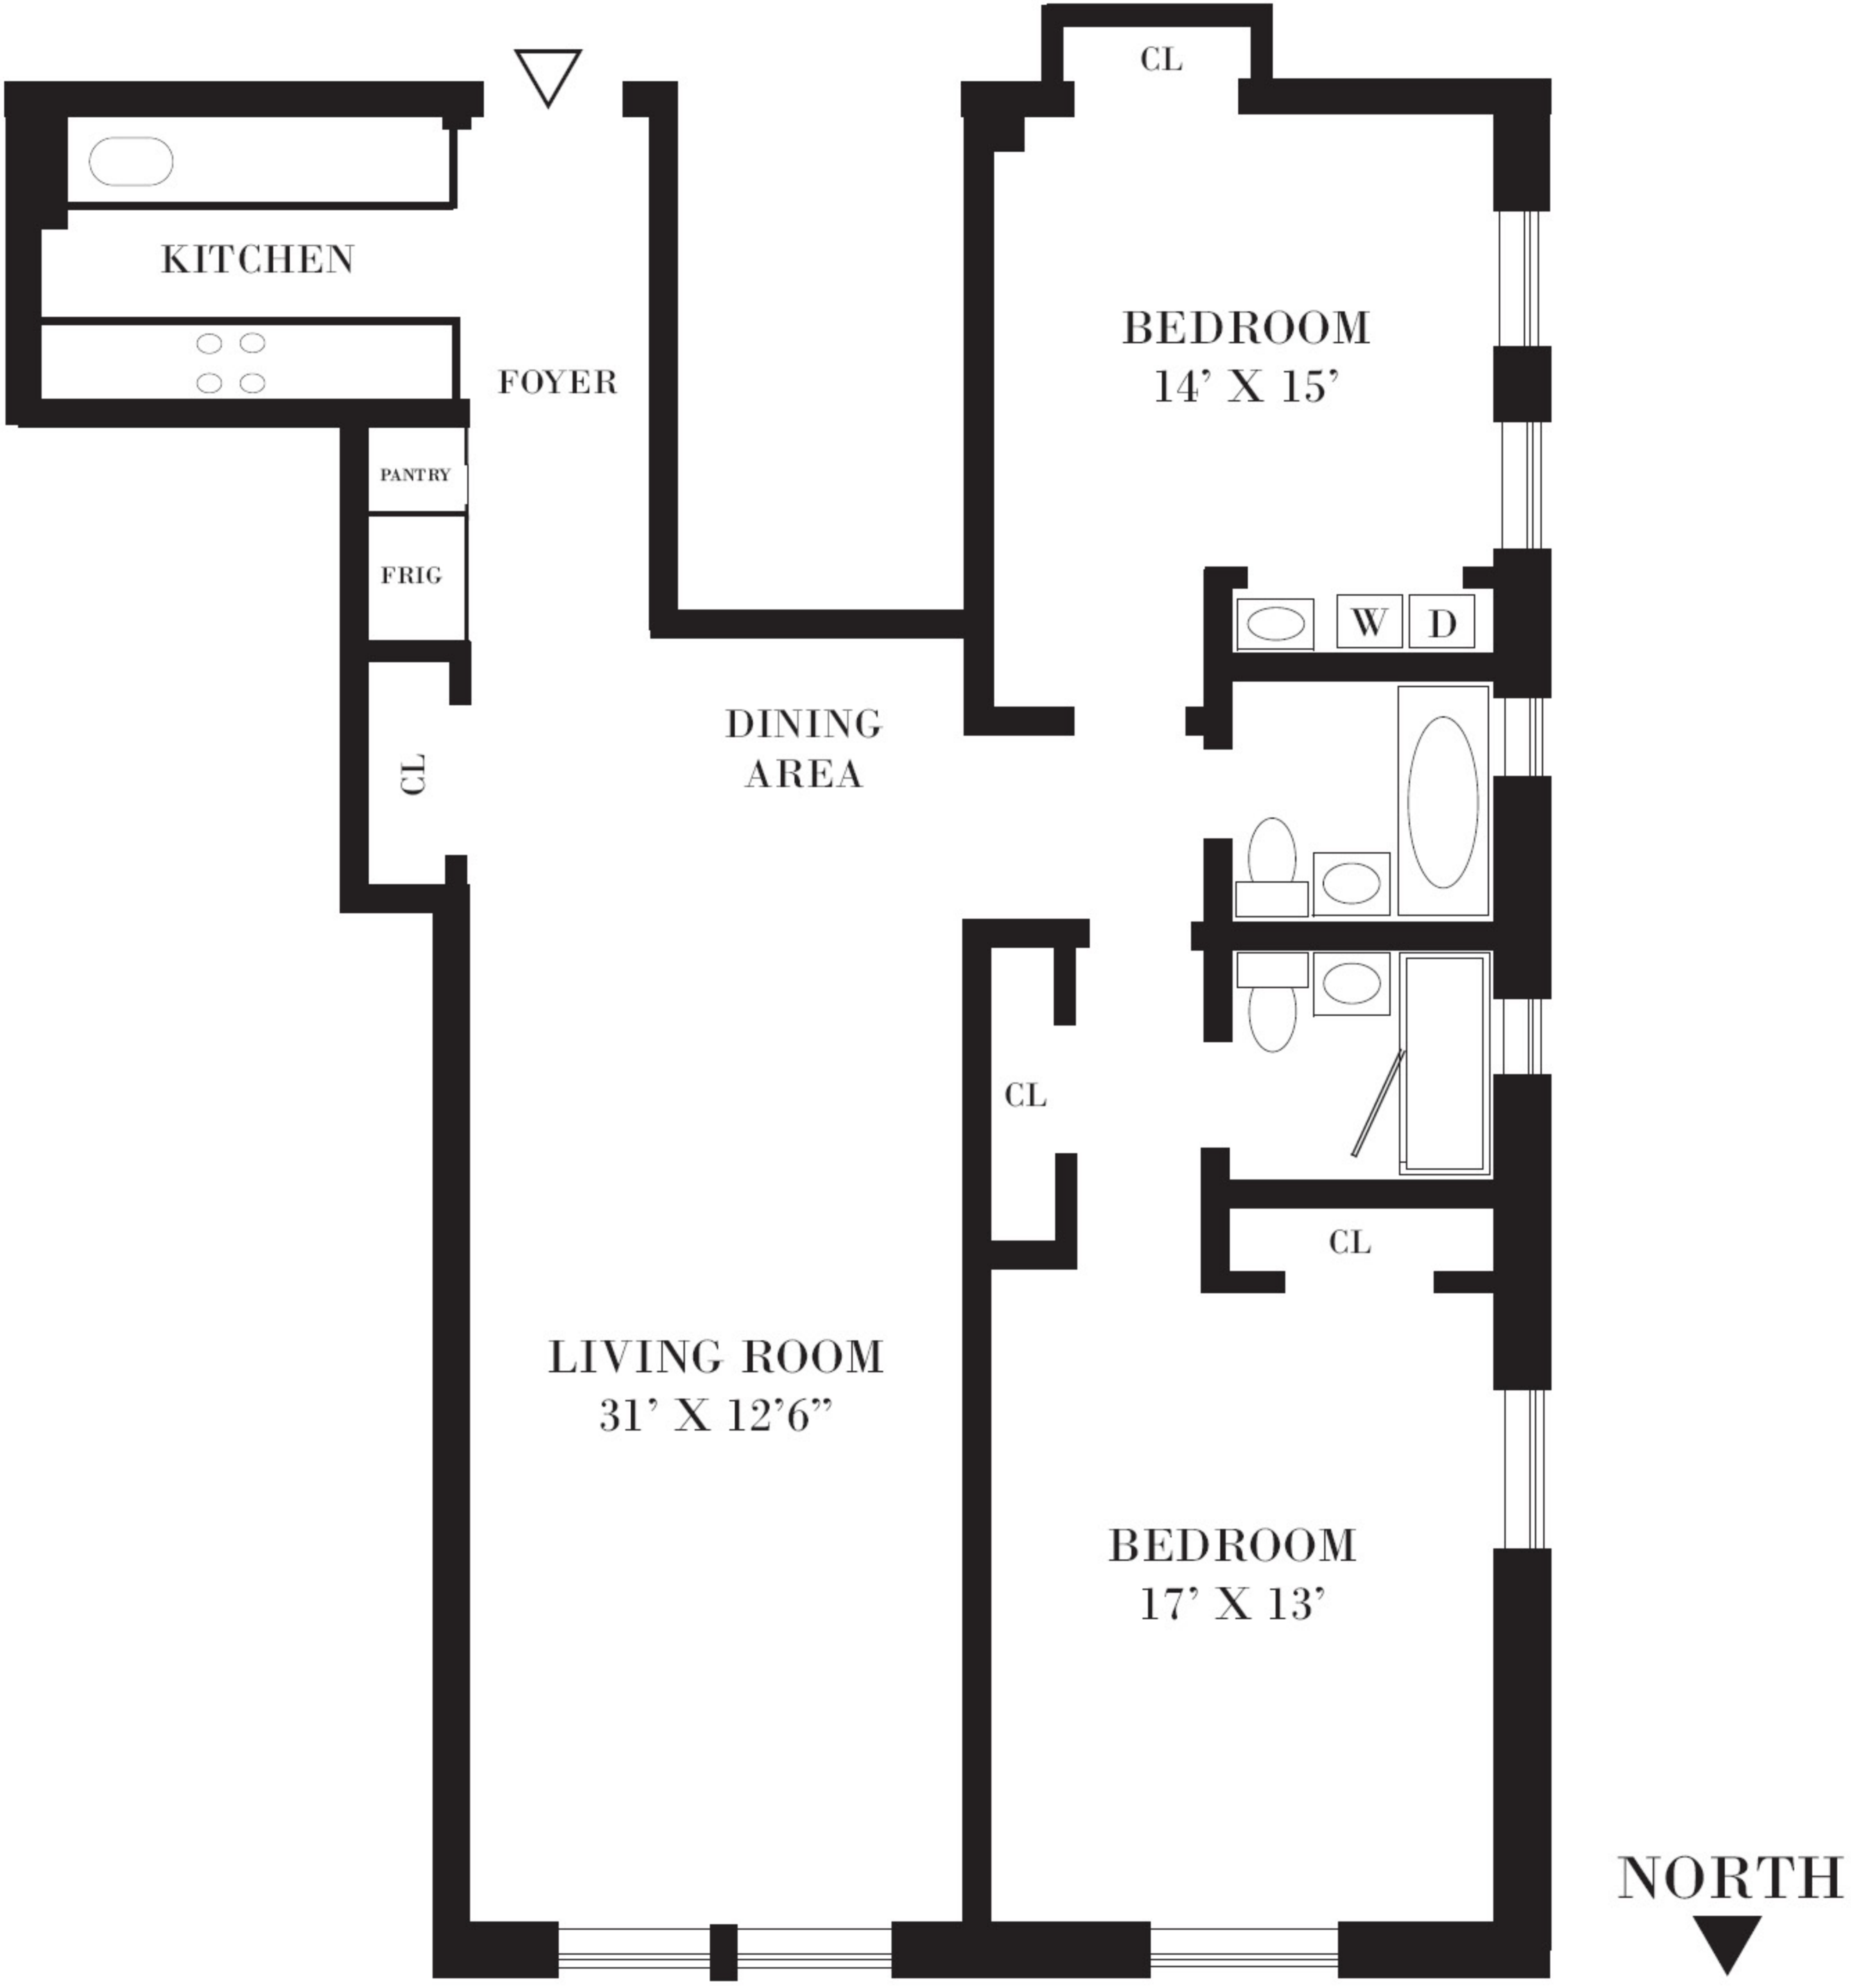 CL
KITCHEN
BEDROOM
14’ X 15’
FOYER
PANTRY
FRIG
W
D
DINING
AREA
CL
CL
CL
LIVING ROOM
31’ X 12’6”
BEDROOM
17’ X 13’
NORTH